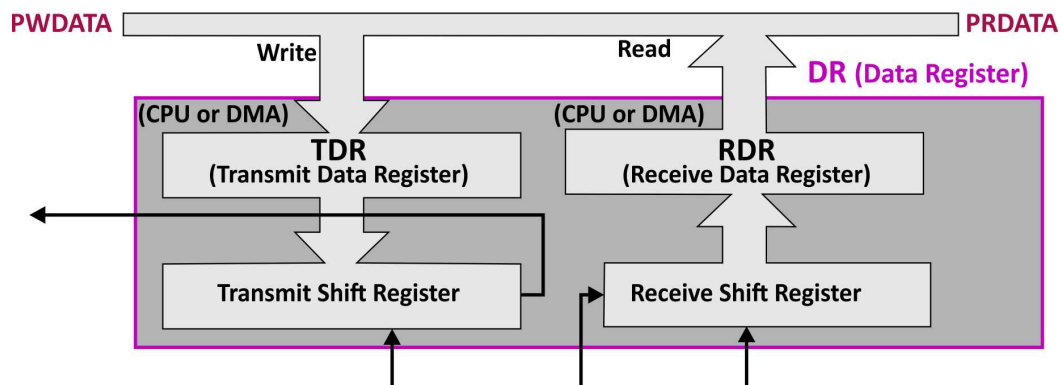 PWDATA
PRDATA
Write
Read
DR (Data Register)
(CPU or DMA)
(CPU or DMA)
TDR
(Transmit Data Register)
RDR
(Receive Data Register)
Transmit Shift Register
Receive Shift Register